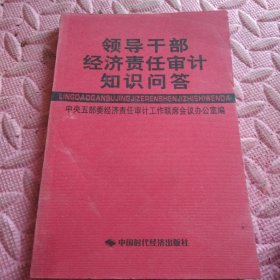 领导干部
经济责任审计
知识问答
LINGDAOGANBUJINGJIZERENSHENJIZHISHIWENDA
中央五部委经济责任审计工作联席会议办公室编
中国时代经济出版社